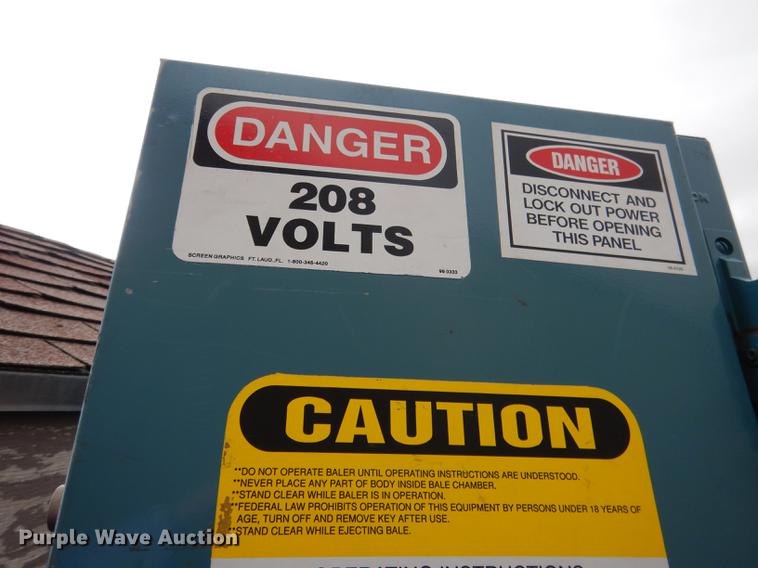 DANGER
208
VOLTS
SCREEN GRAPHICS FT. LAUD., FL. 1-800-346-4420
99 0333
DANGER
DISCONNECT AND
LOCK OUT POWER
BEFORE OPENING
THIS PANEL
CAUTION
**DO NOT OPERATE BALER UNTIL OPERATING INSTRUCTIONS ARE UNDERSTOOD.
**NEVER PLACE ANY PART OF BODY INSIDE BALE CHAMBER.
**STAND CLEAR WHILE BALER IS IN OPERATION.
**FEDERAL LAW PROHIBITS OPERATION OF THIS EQUIPMENT BY PERSONS UNDER 18 YEARS OF
AGE, TURN OFF AND REMOVE KEY AFTER USE.
**STAND CLEAR WHILE EJECTING BALE.
OPERATING INSTRUCTIONS
Purple Wave Auction